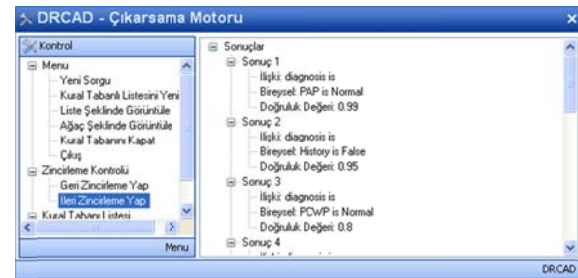 DRCAD - Çıkarsama Motoru
Kontrol
Menu
Yeni Sorgu
Kural Tabanlı Listesini Yeni
Liste Şeklinde Görüntüle
Ağaç Şeklinde Görüntüle
Kural Tabanını Kapat
Çıkış
Zincirleme Kontrolü
Geri Zincirleme Yap
İleri Zincirleme Yap
Kural Tabanı Listesi
Menu
Sonuçlar
Sonuç 1
İlişki: diagnosis is
Bireysel: PAP is Normal
Doğruluk Değeri: 0.99
Sonuç 2
İlişki: diagnosis is
Bireysel: History is False
Doğruluk Değeri: 0.95
Sonuç 3
İlişki: diagnosis is
Bireysel: PCwP is Normal
Doğruluk Değeri: 0.8
Sonuç 4
DRCAD